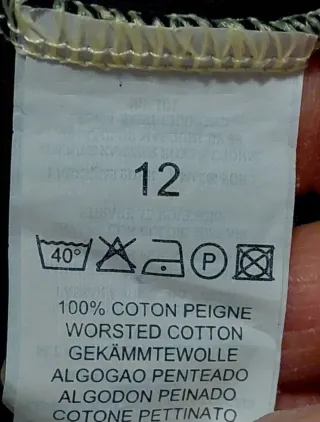 12
40°
P
100% COTON PEIGNE
WORSTED COTTON
GEKÄMMTEWOLLE
ALGOGAO PENTEADO
ALGODON PEINADO
COTONE PETTINATO